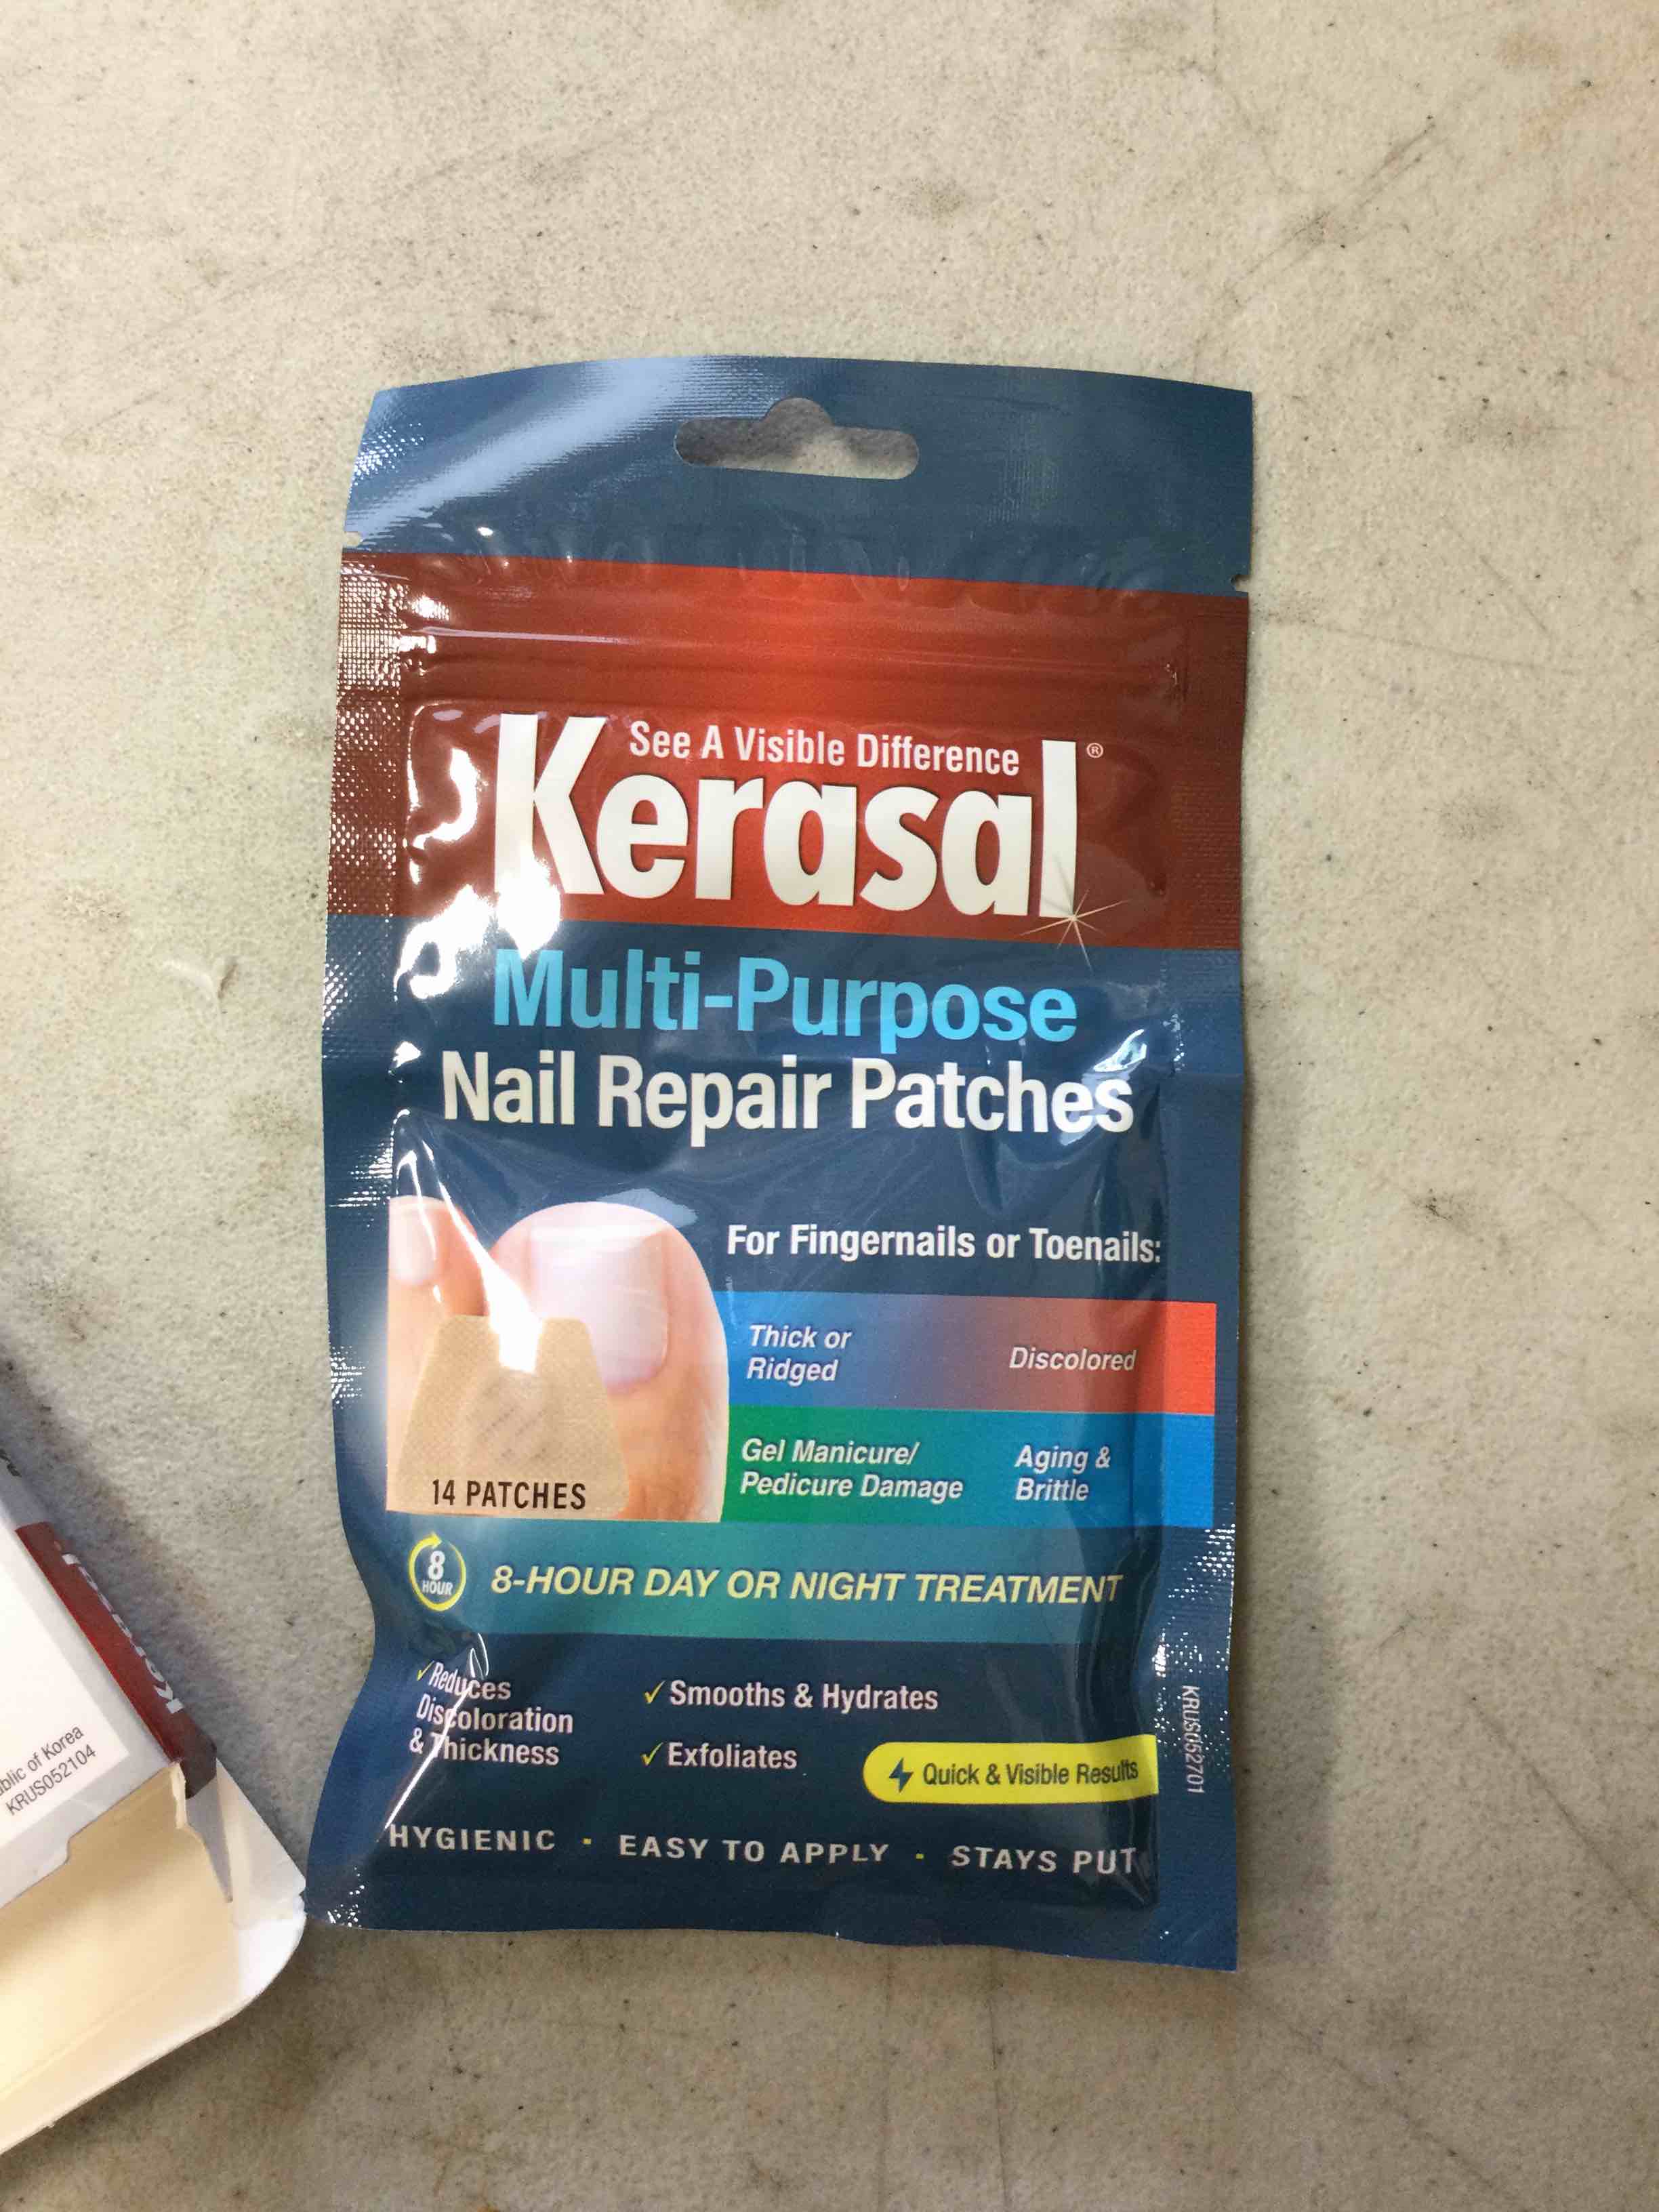 See A Visible Difference
Kerasal®
Multi-Purpose
Nail Repair Patches
For Fingernails or Toenails:
Thick or
Ridged
Discolored
Gel Manicure/
Pedicure Damage
Aging &
Brittle
14 PATCHES
8
HOUR
8-HOUR DAY OR NIGHT TREATMENT
✓Reduces
Discoloration
& Thickness
✓Smooths & Hydrates
✓Exfoliates
Quick & Visible Results
HYGIENIC · EASY TO APPLY · STAYS PUT
KRUS052701
of Korea
KRUS052104